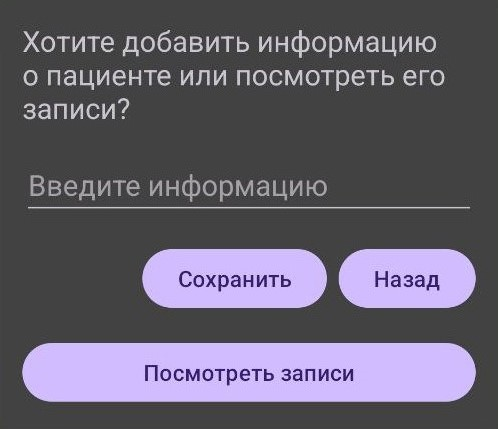 Хотите добавить информацию
о пациенте или посмотреть его
записи?
Введите информацию
Сохранить Назад
Посмотреть записи